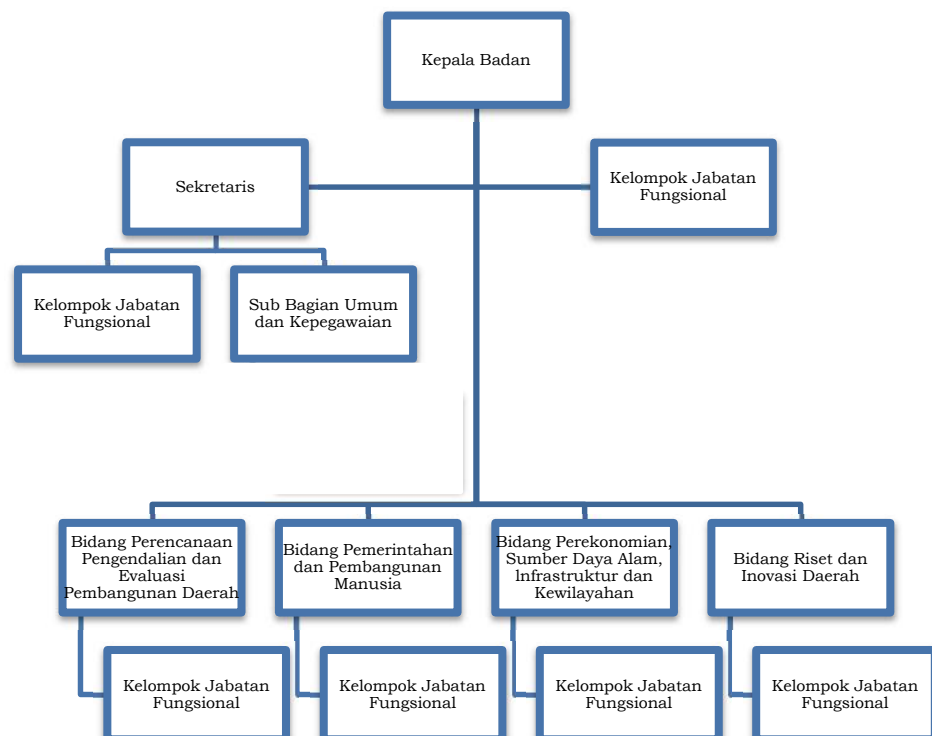 Kepala Badan
Sekretaris
Kelompok Jabatan
Fungsional
Kelompok Jabatan
Fungsional
Sub Bagian Umum
dan Kepegawaian
Bidang Perencanaan
Pengendalian dan
Evaluasi
Pembangunan Daerah
Bidang Pemerintahan
dan Pembangunan
Manusia
Bidang Perekonomian,
Sumber Daya Alam,
lnfrastruktur dan
Kewilayahan
Bidang Riset dan
Inovasi Daerah
Kelompok Jabatan
Fungsional
Kelompok Jabatan
Fungsional
Kelompok Jabatan
Fungsional
Kelompok Jabatan
Fungsional